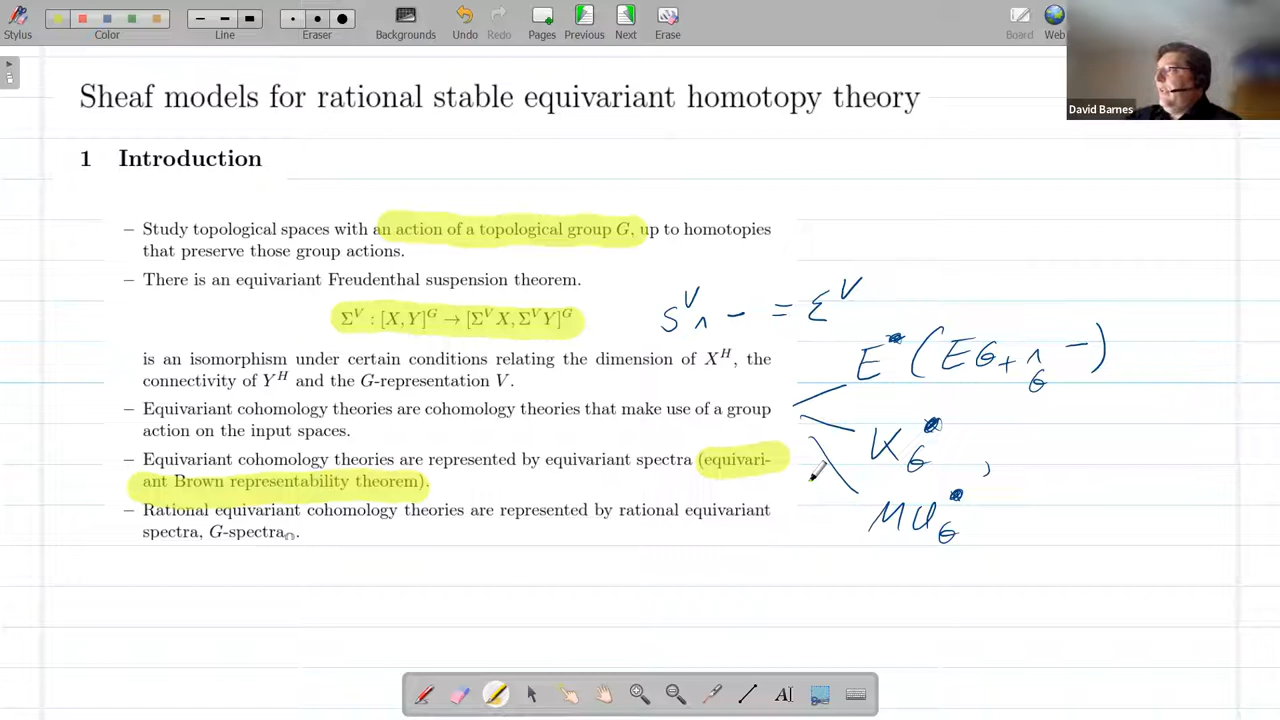 Stylus Color Line Eraser Backgrounds Undo Redo Pages Previous Next Erase Board Web
David Barnes
Sheaf models for rational stable equivariant homotopy theory
1 Introduction
– Study topological spaces with an action of a topological group G, up to homotopies
that preserve those group actions.
– There is an equivariant Freudenthal suspension theorem.
Σ^V : [X, Y]^G → [Σ^V X, Σ^V Y]^G
S^V ∧ – = Σ^V
is an isomorphism under certain conditions relating the dimension of X^H, the
connectivity of Y^H and the G-representation V.
E^* (EG_+ ∧_G –)
– Equivariant cohomology theories are cohomology theories that make use of a group
action on the input spaces.
K_G^* ,
– Equivariant cohomology theories are represented by equivariant spectra (equivari-
ant Brown representability theorem).
MU_G^*
– Rational equivariant cohomology theories are represented by rational equivariant
spectra, G-spectra_ℚ.
AI